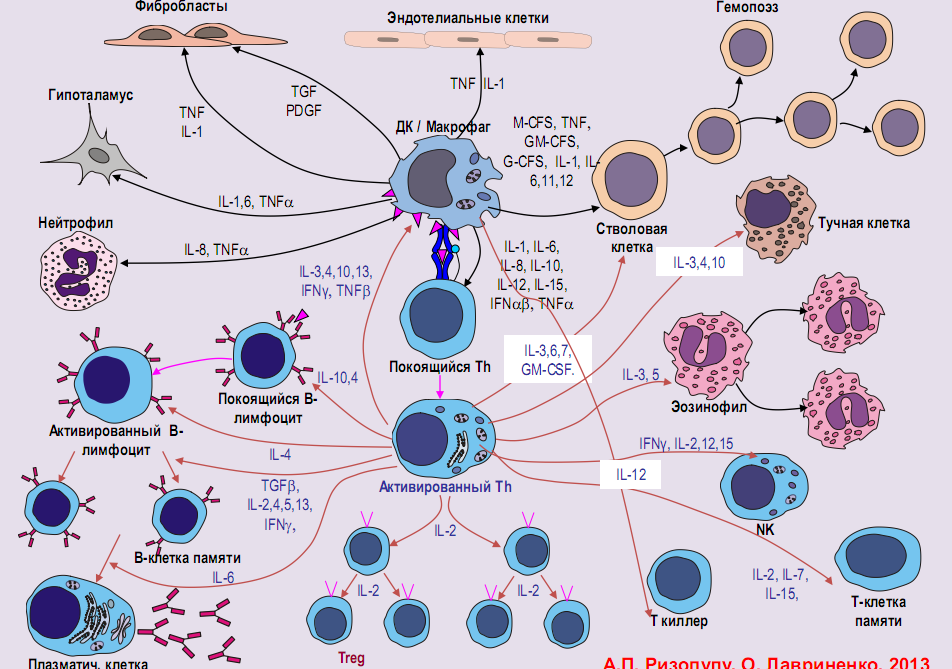 Фибробласты
Эндотелиальные клетки
Гемопоэз
TNF IL-1
Гипоталамус
TGF
PDGF
TNF
IL-1
ДК / Макрофаг
M-CFS, TNF,
GM-CFS,
G-CFS, IL-1, IL-
6,11,12
IL-1,6, TNFα
Нейтрофил
Стволовая
клетка
Тучная клетка
IL-8, TNFα
IL-1, IL-6,
IL-8, IL-10,
IL-12, IL-15,
IFNαβ, TNFα
IL-3,4,10,13,
IFNγ, TNFβ
IL-3,4,10
IL-3,6,7,
GM-CSF.
Покоящийся Th
IL-10,4
IL-3, 5
Покоящийся В-
лимфоцит
Эозинофил
Активированный В-
лимфоцит
IL-4
IFNγ, IL-2,12,15
IL-12
Активированный Th
TGFβ,
IL-2,4,5,13,
IFNγ,
NK
IL-2
В-клетка памяти
IL-6
IL-2
IL-2
IL-2, IL-7,
IL-15,
Т киллер
Т-клетка
памяти
Treg
Плазматич. клетка
А.П. Ризопулу, О. Лавриненко, 2013